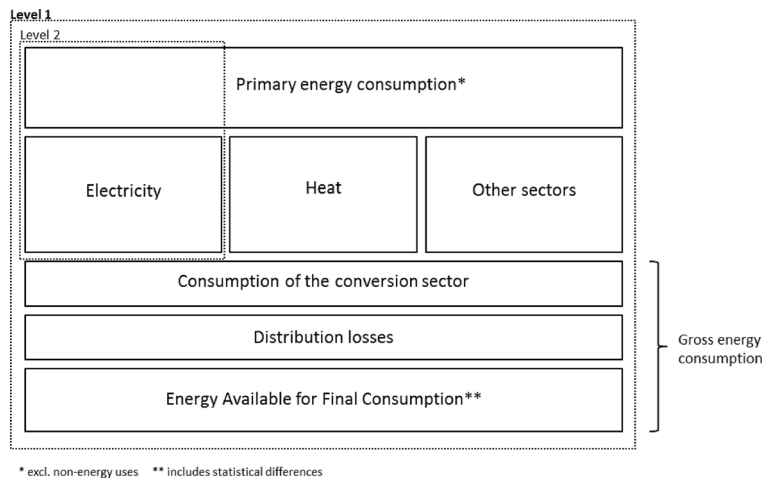 Level 1
Level 2
Primary energy consumption*
Electricity
Heat
Other sectors
Consumption of the conversion sector
Distribution losses
Energy Available for Final Consumption**
Gross energy
consumption
* excl. non-energy uses ** includes statistical differences